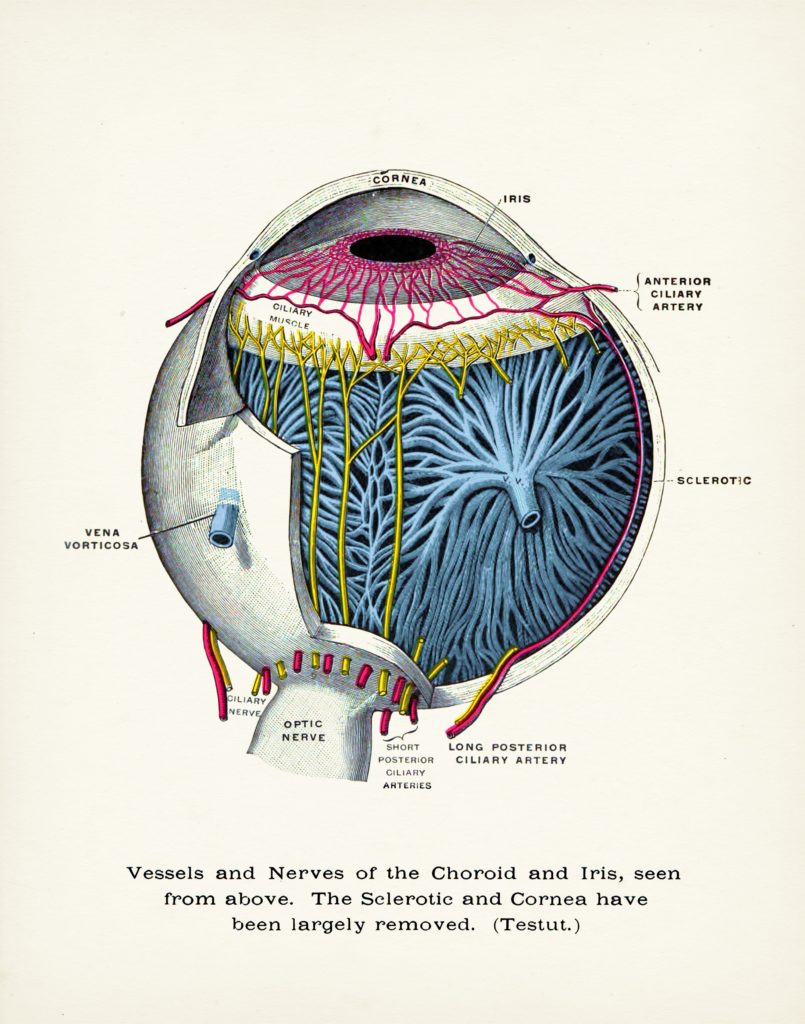 CORNEA
IRIS
ANTERIOR
CILIARY
ARTERY
CILIARY
MUSCLE
V.V.
SCLEROTIC
VENA
VORTICOSA
CILIARY
NERVE
OPTIC
NERVE
SHORT
POSTERIOR
CILIARY
ARTERIES
LONG POSTERIOR
CILIARY ARTERY
Vessels and Nerves of the Choroid and Iris, seen
from above. The Sclerotic and Cornea have
been largely removed. (Testut.)